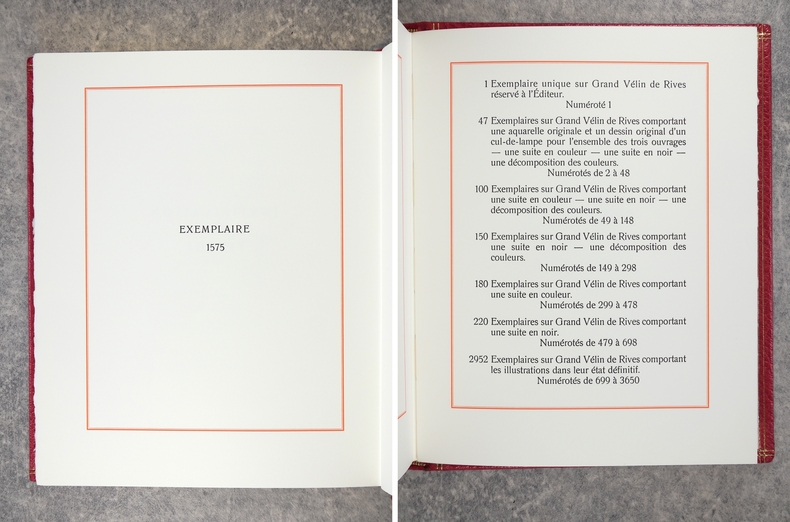 EXEMPLAIRE
1575
1 Exemplaire unique sur Grand Vélin de Rives
réservé à l'Éditeur.
Numéroté 1
47 Exemplaires sur Grand Vélin de Rives comportant
une aquarelle originale et un dessin original d'un
cul-de-lampe pour l'ensemble des trois ouvrages
— une suite en couleur — une suite en noir —
une décomposition des couleurs.
Numérotés de 2 à 48
100 Exemplaires sur Grand Vélin de Rives comportant
une suite en couleur — une suite en noir — une
décomposition des couleurs.
Numérotés de 49 à 148
150 Exemplaires sur Grand Vélin de Rives comportant
une suite en noir — une décomposition des
couleurs.
Numérotés de 149 à 298
180 Exemplaires sur Grand Vélin de Rives comportant
une suite en couleur.
Numérotés de 299 à 478
220 Exemplaires sur Grand Vélin de Rives comportant
une suite en noir.
Numérotés de 479 à 698
2952 Exemplaires sur Grand Vélin de Rives comportant
les illustrations dans leur état définitif.
Numérotés de 699 à 3650